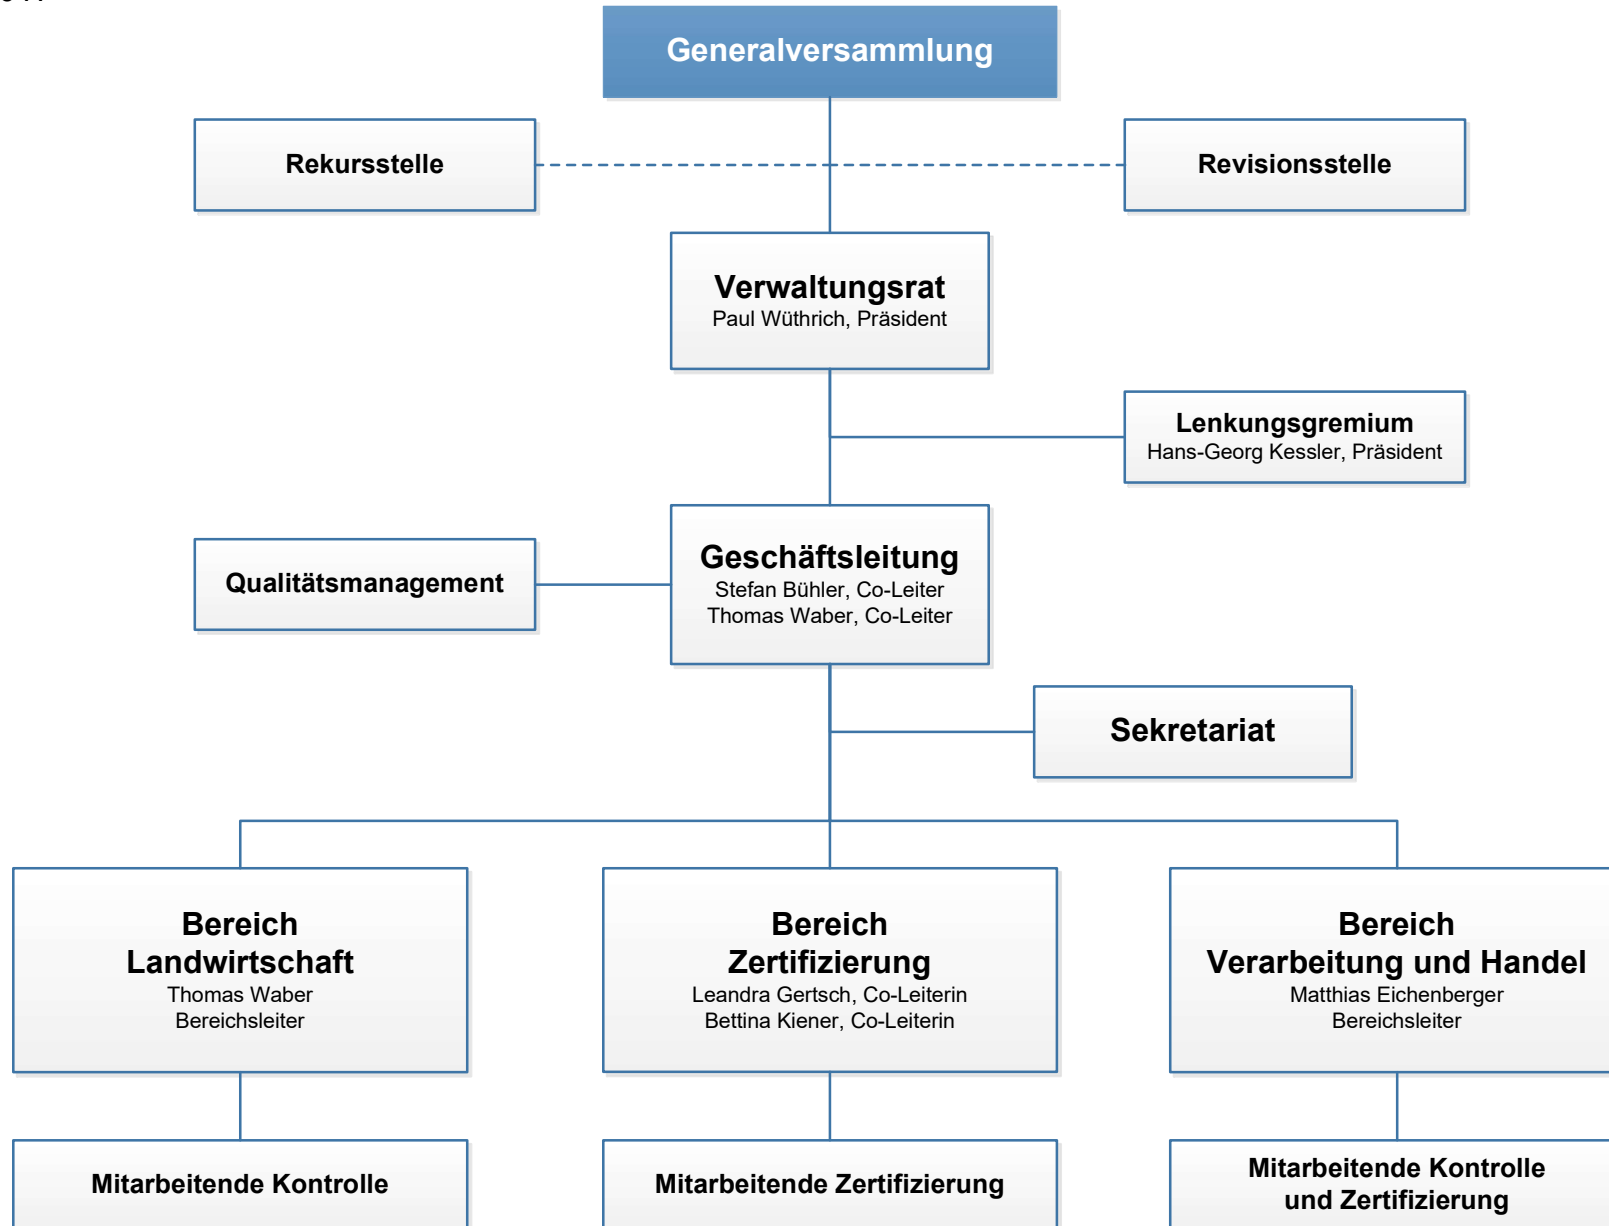 Generalversammlung
Rekursstelle
Revisionsstelle
Verwaltungsrat
Paul Wüthrich, Präsident
Lenkungsgremium
Hans-Georg Kessler, Präsident
Geschäftsleitung
Stefan Bühler, Co-Leiter
Thomas Waber, Co-Leiter
Qualitätsmanagement
Sekretariat
Bereich
Landwirtschaft
Thomas Waber
Bereichsleiter
Bereich
Zertifizierung
Leandra Gertsch, Co-Leiterin
Bettina Kiener, Co-Leiterin
Bereich
Verarbeitung und Handel
Matthias Eichenberger
Bereichsleiter
Mitarbeitende Kontrolle
Mitarbeitende Zertifizierung
Mitarbeitende Kontrolle
und Zertifizierung